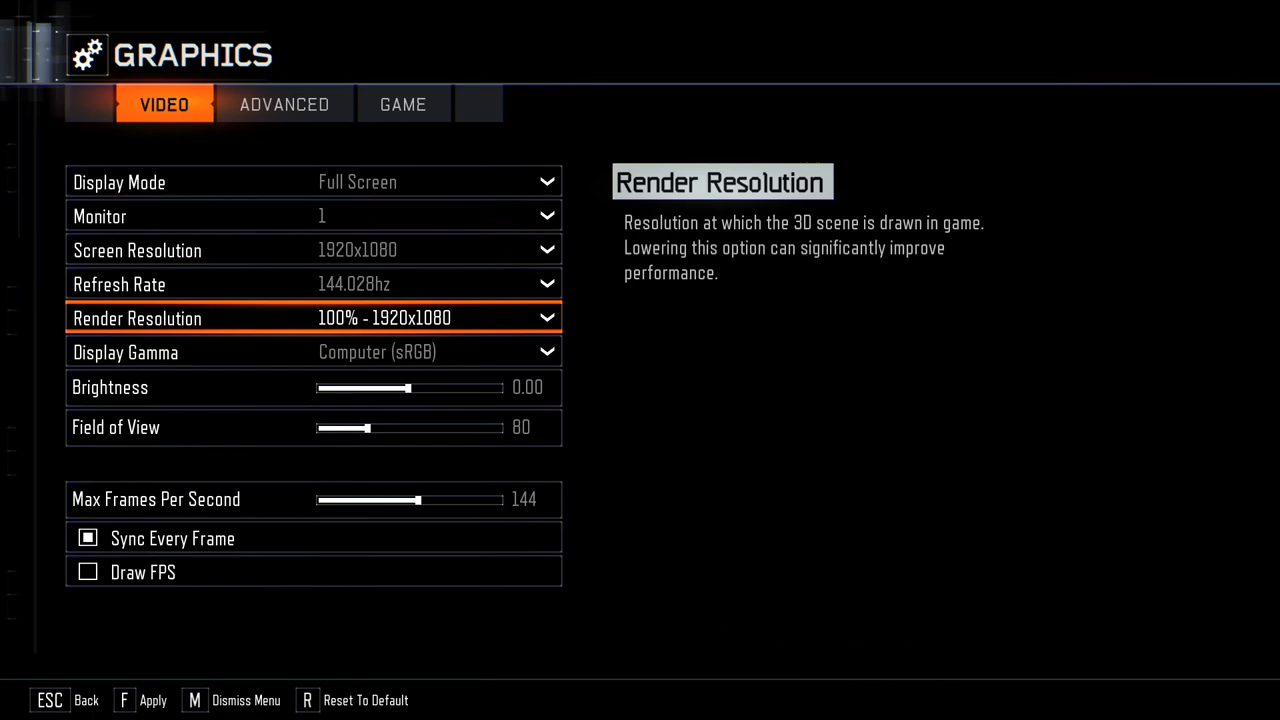 GRAPHICS
VIDEO ADVANCED GAME
Display Mode Full Screen
Monitor 1
Screen Resolution 1920x1080
Refresh Rate 144.028hz
Render Resolution 100% - 1920x1080
Display Gamma Computer (sRGB)
Brightness 0.00
Field of View 80
Max Frames Per Second 144
Sync Every Frame
Draw FPS
Render Resolution
Resolution at which the 3D scene is drawn in game.
Lowering this option can significantly improve
performance.
ESC Back F Apply M Dismiss Menu R Reset To Default